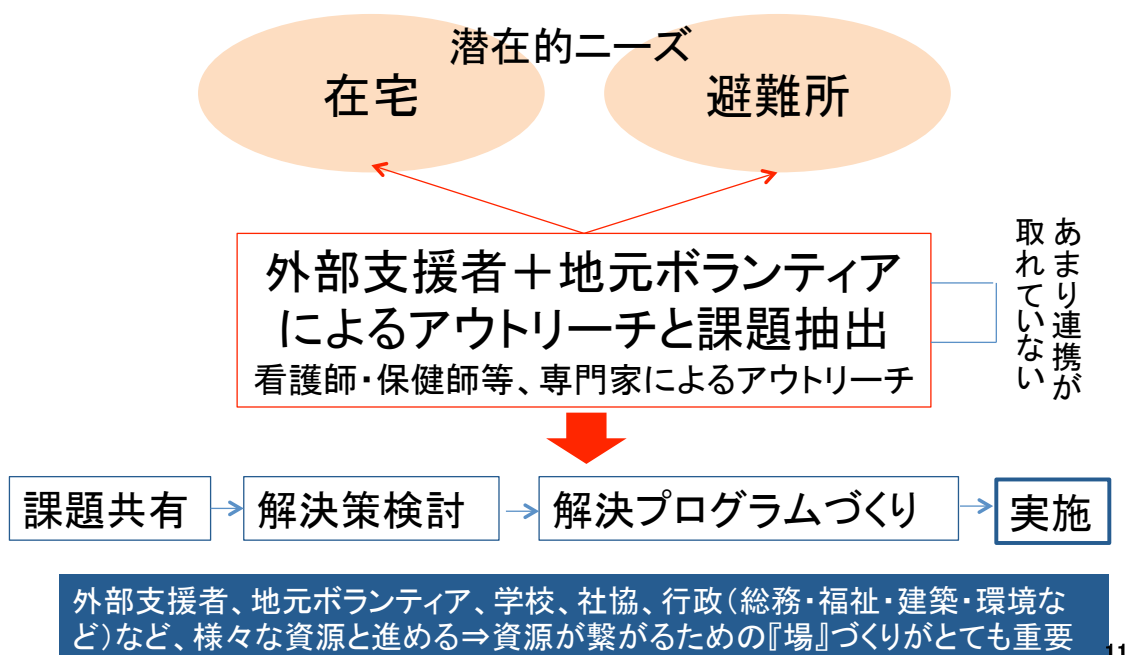 潜在的ニーズ
在宅
避難所
外部支援者＋地元ボランティア
によるアウトリーチと課題抽出
看護師・保健師等、専門家によるアウトリーチ
あまり連携が
取れていない
課題共有
解決策検討
解決プログラムづくり
実施
外部支援者、地元ボランティア、学校、社協、行政（総務・福祉・建築・環境な
ど）など、様々な資源と進める⇒資源が繋がるための『場』づくりがとても重要
11